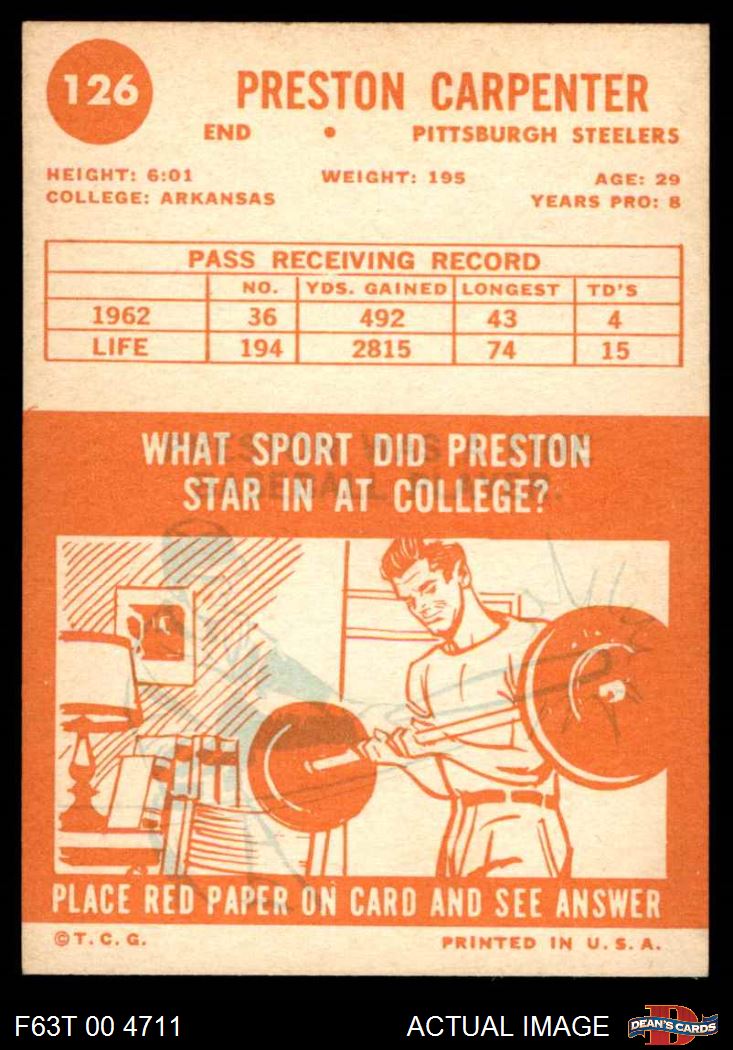 126
PRESTON CARPENTER
END • PITTSBURGH STEELERS
HEIGHT: 6:01 WEIGHT: 195 AGE: 29
COLLEGE: ARKANSAS YEARS PRO: 8
PASS RECEIVING RECORD
NO. YDS. GAINED LONGEST TD'S
1962 36 492 43 4
LIFE 194 2815 74 15
WHAT SPORT DID PRESTON
STAR IN AT COLLEGE?
BASEBALL
PLACE RED PAPER ON CARD AND SEE ANSWER
©T.C.G. PRINTED IN U.S.A.
F63T 00 4711 ACTUAL IMAGE DEAN'S CARDS